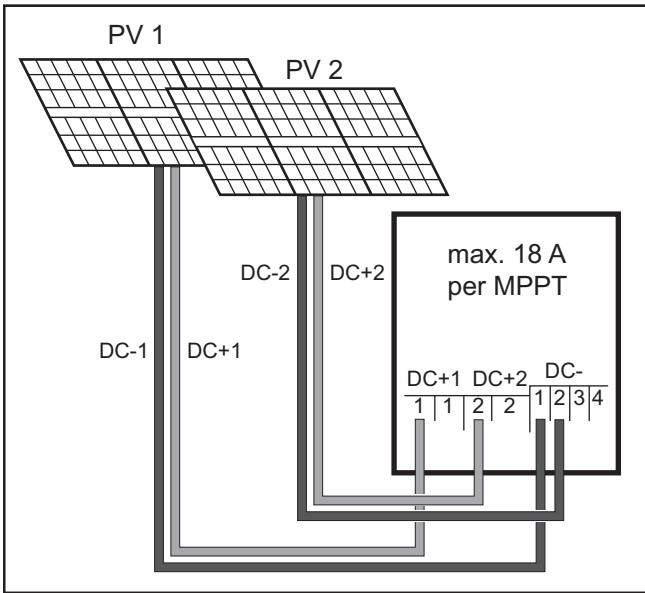 PV 1
PV 2
max. 18 A
per MPPT
DC-2
DC+2
DC-1
DC+1
DC+1 DC+2 DC-
1 1 2 2 1 2 3 4